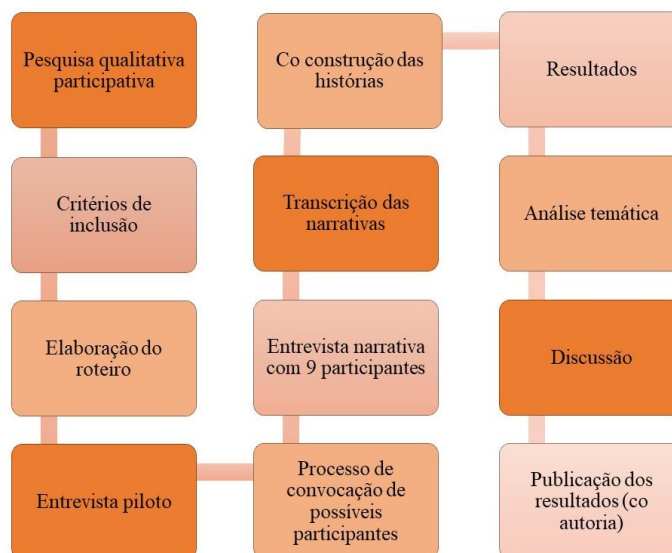 Pesquisa qualitativa
participativa
Critérios de
inclusão
Elaboração do
roteiro
Entrevista piloto
Processo de
convocação de
possíveis
participantes
Entrevista narrativa
com 9 participantes
Transcrição das
narrativas
Co construção das
histórias
Resultados
Análise temática
Discussão
Publicação dos
resultados (co
autoria)